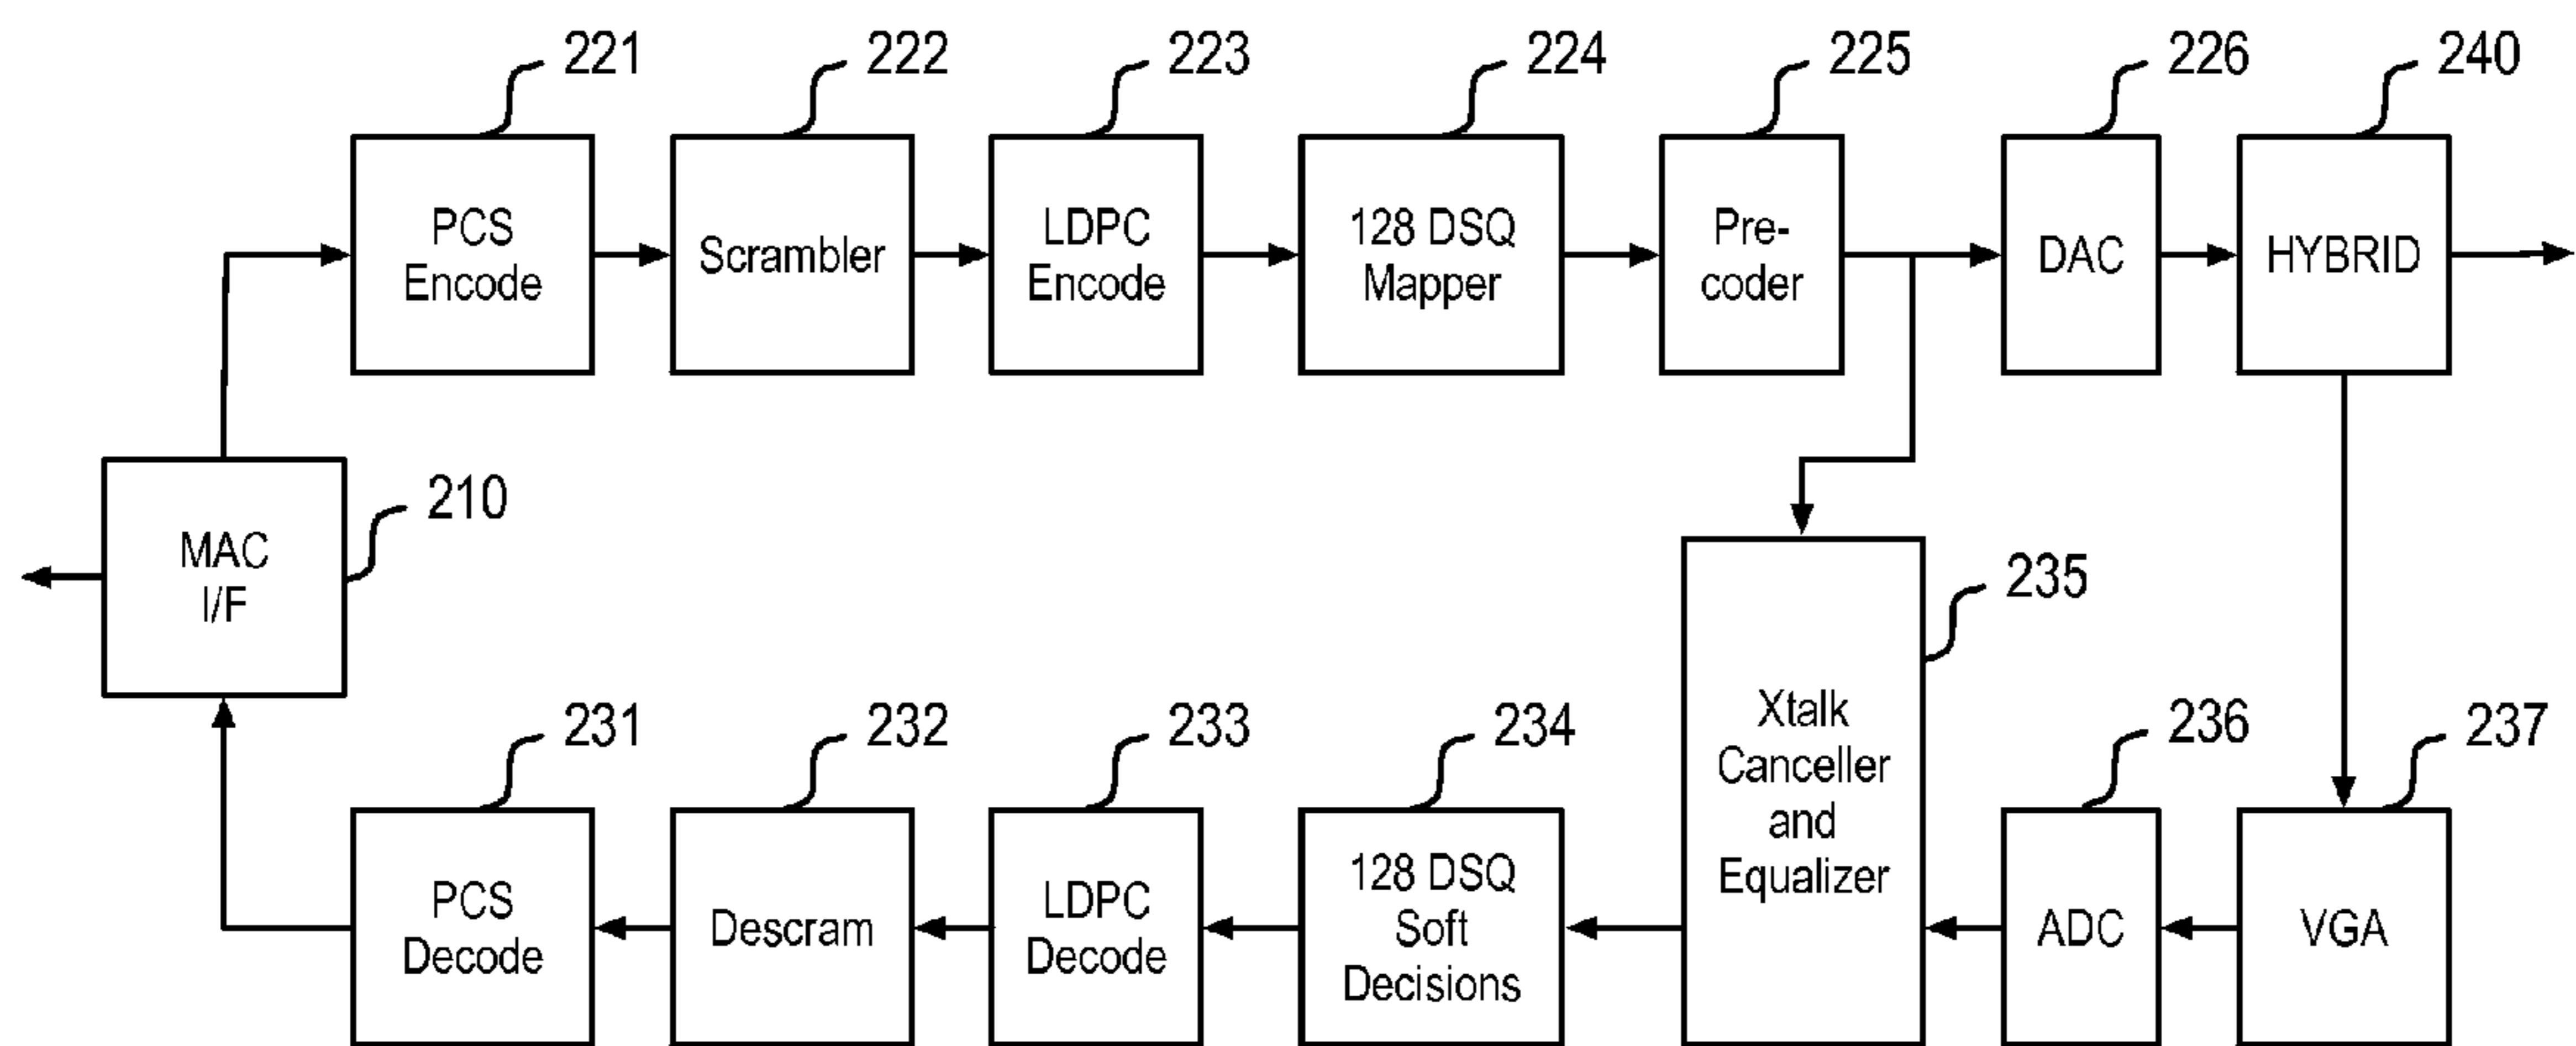 221
222
223
224
225
226
240
PCS
Encode
Scrambler
LDPC
Encode
128 DSQ
Mapper
Pre-
coder
DAC
HYBRID
210
MAC
I/F
235
Xtalk
Canceller
and
Equalizer
231
232
233
234
236
237
PCS
Decode
Descram
LDPC
Decode
128 DSQ
Soft
Decisions
ADC
VGA